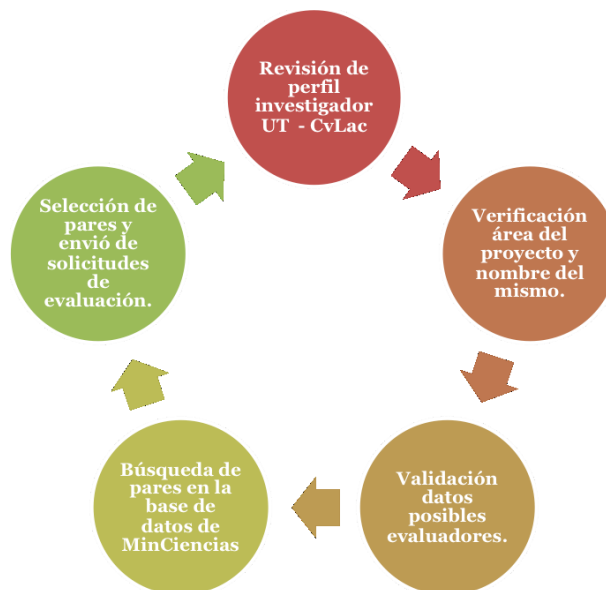 Revisión de
perfil
investigador
UT - CvLac
Verificación
área del
proyecto y
nombre del
mismo.
Validación
datos
posibles
evaluadores.
Búsqueda de
pares en la
base de
datos de
MinCiencias
Selección de
pares y
envió de
solicitudes
de
evaluación.